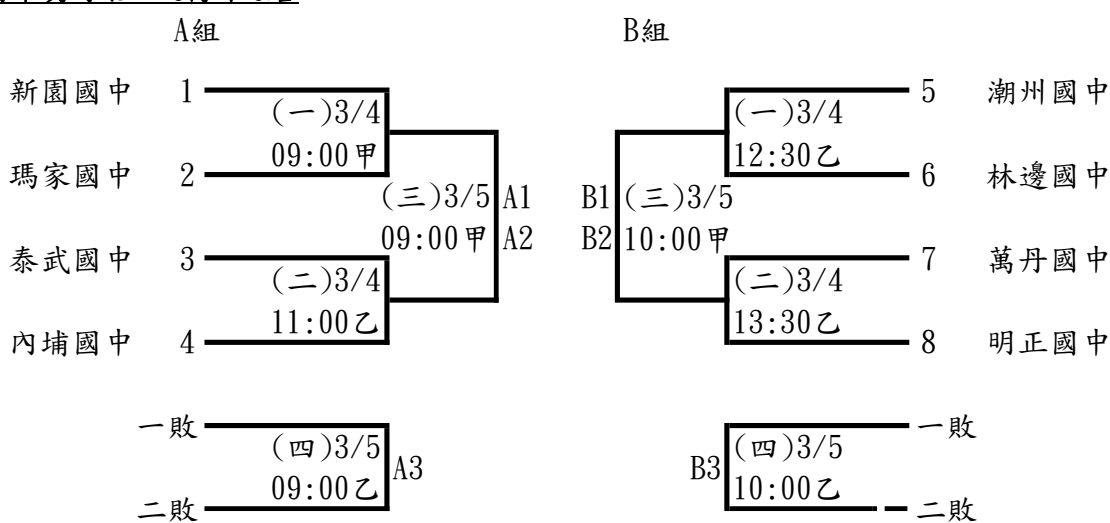 A組 B組
新園國中 1 5 潮州國中
(一)3/4 (一)3/4
09:00甲 12:30乙
瑪家國中 2 6 林邊國中
(三)3/5 A1 B1 (三)3/5
09:00甲 A2 B2 10:00甲
泰武國中 3 7 萬丹國中
(二)3/4 (二)3/4
11:00乙 13:30乙
內埔國中 4 8 明正國中
一敗 一敗
(四)3/5 (四)3/5
A3 B3
09:00乙 10:00乙
二敗 二敗